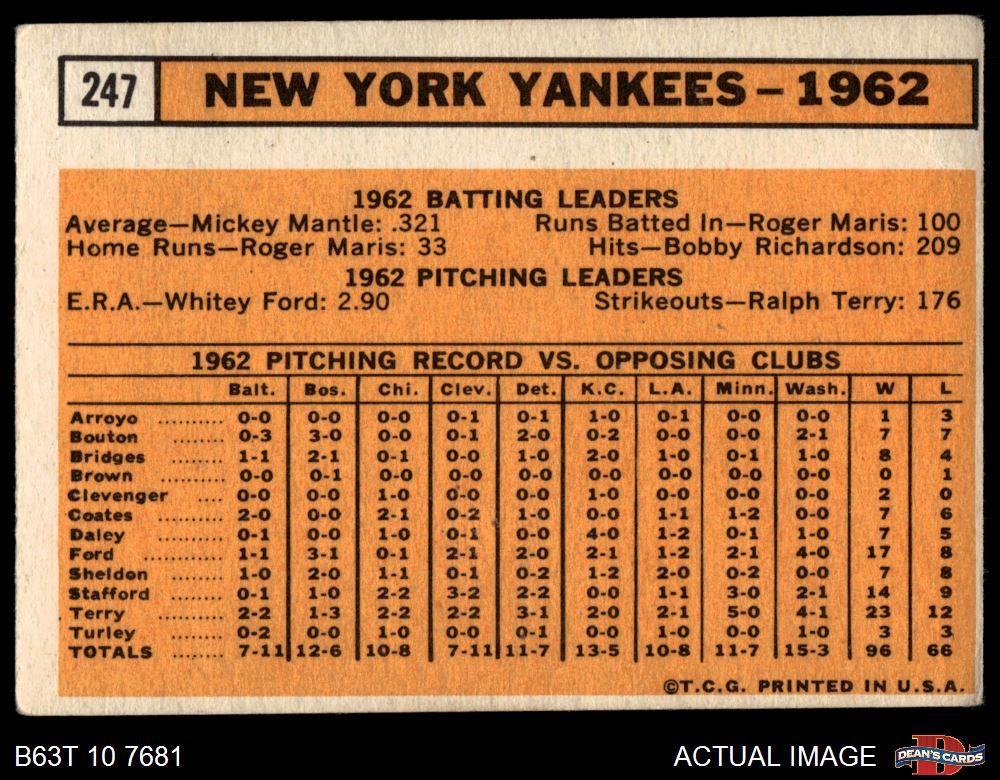 247 NEW YORK YANKEES – 1962
1962 BATTING LEADERS
Average—Mickey Mantle: .321 Runs Batted In—Roger Maris: 100
Home Runs—Roger Maris: 33 Hits—Bobby Richardson: 209
1962 PITCHING LEADERS
E.R.A.—Whitey Ford: 2.90 Strikeouts—Ralph Terry: 176
1962 PITCHING RECORD VS. OPPOSING CLUBS
Balt. Bos. Chi. Clev. Det. K.C. L.A. Minn. Wash. W L
Arroyo .......... 0-0 0-0 0-0 0-1 0-1 1-0 0-1 0-0 0-0 1 3
Bouton ........ 0-3 3-0 0-0 0-1 2-0 0-2 0-0 0-0 2-1 7 7
Bridges ........ 1-1 2-1 0-1 0-0 1-0 2-0 1-0 0-1 1-0 8 4
Brown .......... 0-0 0-1 0-0 0-0 0-0 0-0 0-0 0-0 0-0 0 1
Clevenger .... 0-0 0-0 1-0 0-0 0-0 1-0 0-0 0-0 0-0 2 0
Coates .......... 2-0 0-0 2-1 0-2 1-0 0-0 1-1 1-2 0-0 7 6
Daley ............ 0-1 0-0 1-0 0-1 0-0 4-0 1-2 0-1 1-0 7 5
Ford ............ 1-1 3-1 0-1 2-1 2-0 2-1 1-2 2-1 4-0 17 8
Sheldon ........ 1-0 2-0 1-1 0-1 0-2 1-2 2-0 0-2 0-0 7 8
Stafford ........ 0-1 1-0 2-2 3-2 2-2 0-0 1-1 3-0 2-1 14 9
Terry ............ 2-2 1-3 2-2 2-2 3-1 2-0 2-1 5-0 4-1 23 12
Turley .......... 0-2 0-0 1-0 0-0 0-1 0-0 1-0 0-0 1-0 3 3
TOTALS ........ 7-11 12-6 10-8 7-11 11-7 13-5 10-8 11-7 15-3 96 66
©T.C.G. PRINTED IN U.S.A.
B63T 10 7681 ACTUAL IMAGE D DEAN'S CARDS